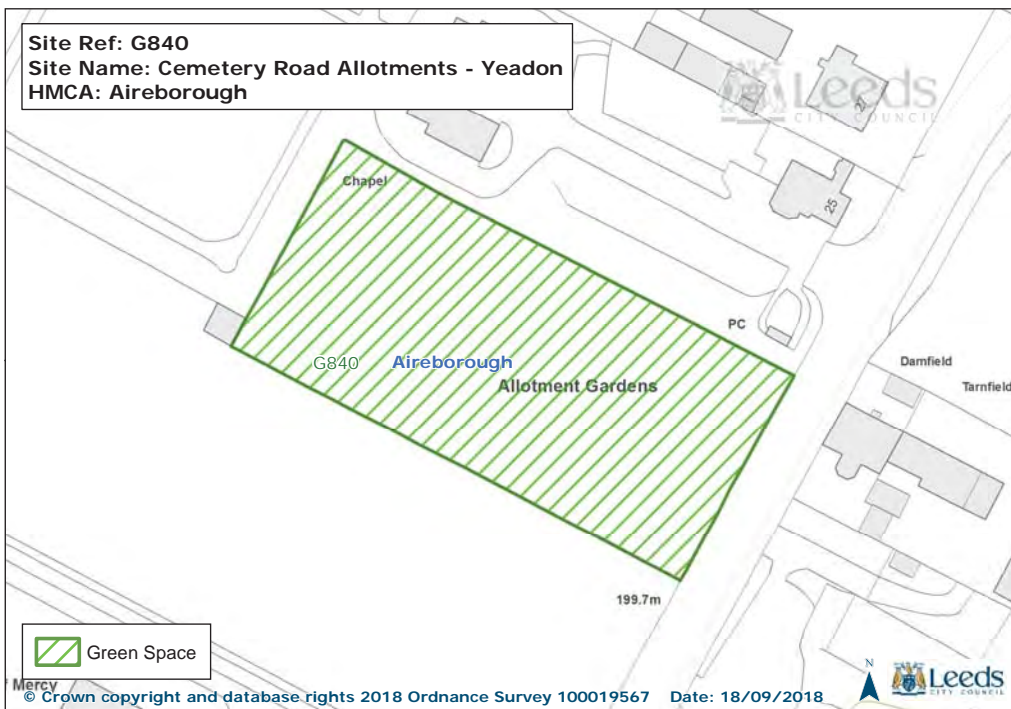 Site Ref: G840
Site Name: Cemetery Road Allotments - Yeadon
HMCA: Aireborough
Leeds
CITY COUNCIL
27
Chapel
25
PC
G840
Aireborough
Allotment Gardens
Damfield
Tarnfield
199.7m
Green Space
f Mercy
© Crown copyright and database rights 2018 Ordnance Survey 100019567 Date: 18/09/2018
N
Leeds
CITY COUNCIL